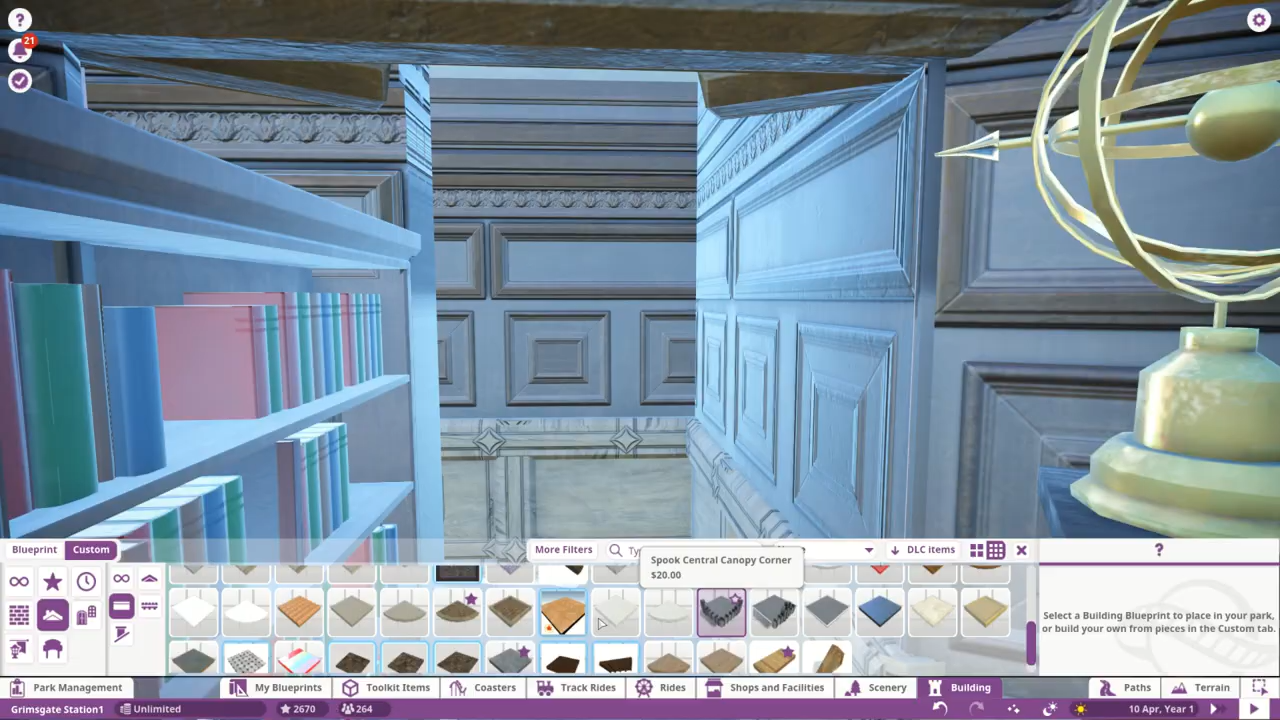 ?
21
Blueprint
Custom
More Filters
DLC items
?
Spook Central Canopy Corner
$20.00
Select a Building Blueprint to place in your park,
or build your own from pieces in the Custom tab.
Park Management
My Blueprints
Toolkit Items
Coasters
Track Rides
Rides
Shops and Facilities
Scenery
Building
Paths
Terrain
Grimsgate Station1
Unlimited
2670
264
10 Apr, Year 1